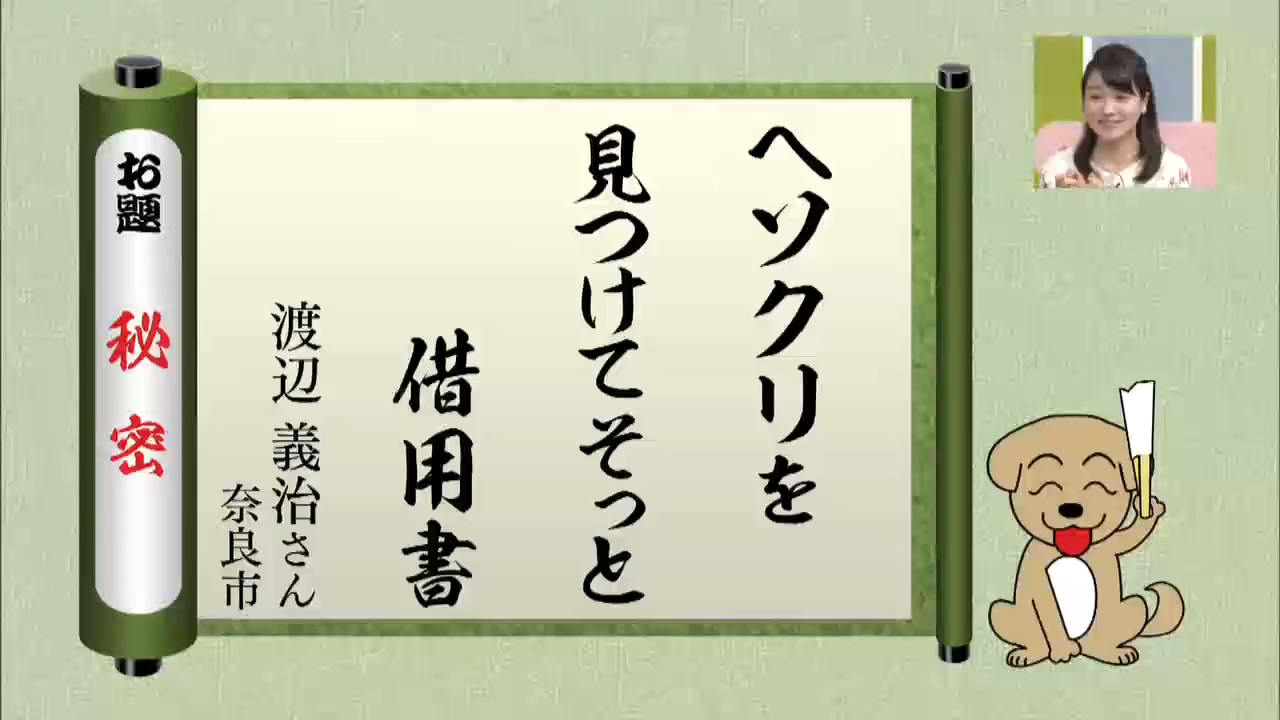 お題 秘密
ヘソクリを
見つけてそっと
借用書
渡辺 義治さん
奈良市